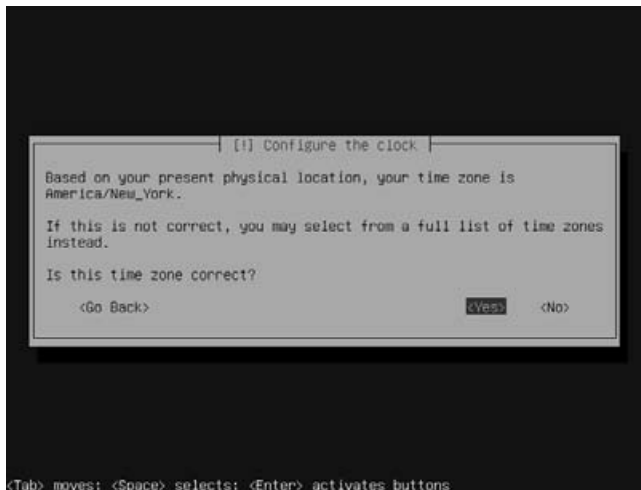 [!] Configure the clock
Based on your present physical location, your time zone is
America/New_York.
If this is not correct, you may select from a full list of time zones
instead.
Is this time zone correct?
<Go Back> <Yes> <No>
<Tab> moves; <Space> selects; <Enter> activates buttons